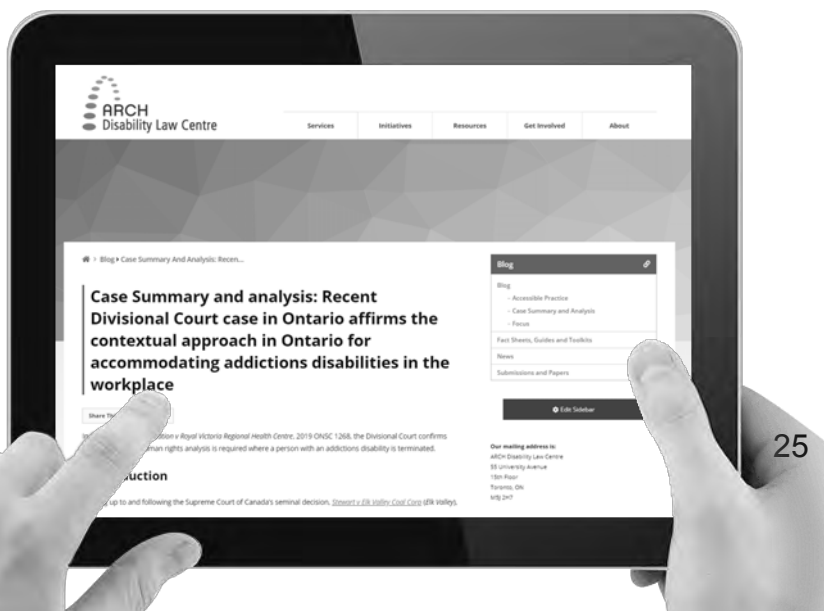 ARCH
Disability Law Centre
Services Initiatives Resources Get Involved About
> Blog ▸ Case Summary And Analysis: Recen...
Case Summary and analysis: Recent
Divisional Court case in Ontario affirms the
contextual approach in Ontario for
accommodating addictions disabilities in the
workplace
Share
v Royal Victoria Regional Health Centre, 2019 ONSC 1268, the Divisional Court confirms
rights analysis is required where a person with an addictions disability is terminated.
up to and following the Supreme Court of Canada's seminal decision, Stewart v Elk Valley Coal Corp (Elk Valley),
Blog
Blog
- Accessible Practice
- Case Summary and Analysis
- Focus
Fact Sheets, Guides and Toolkits
News
Submissions and Papers
Edit Sidebar
Our mailing address is:
ARCH Disability Law Centre
55 University Avenue
15th Floor
Toronto, ON
M5J 2H7
25